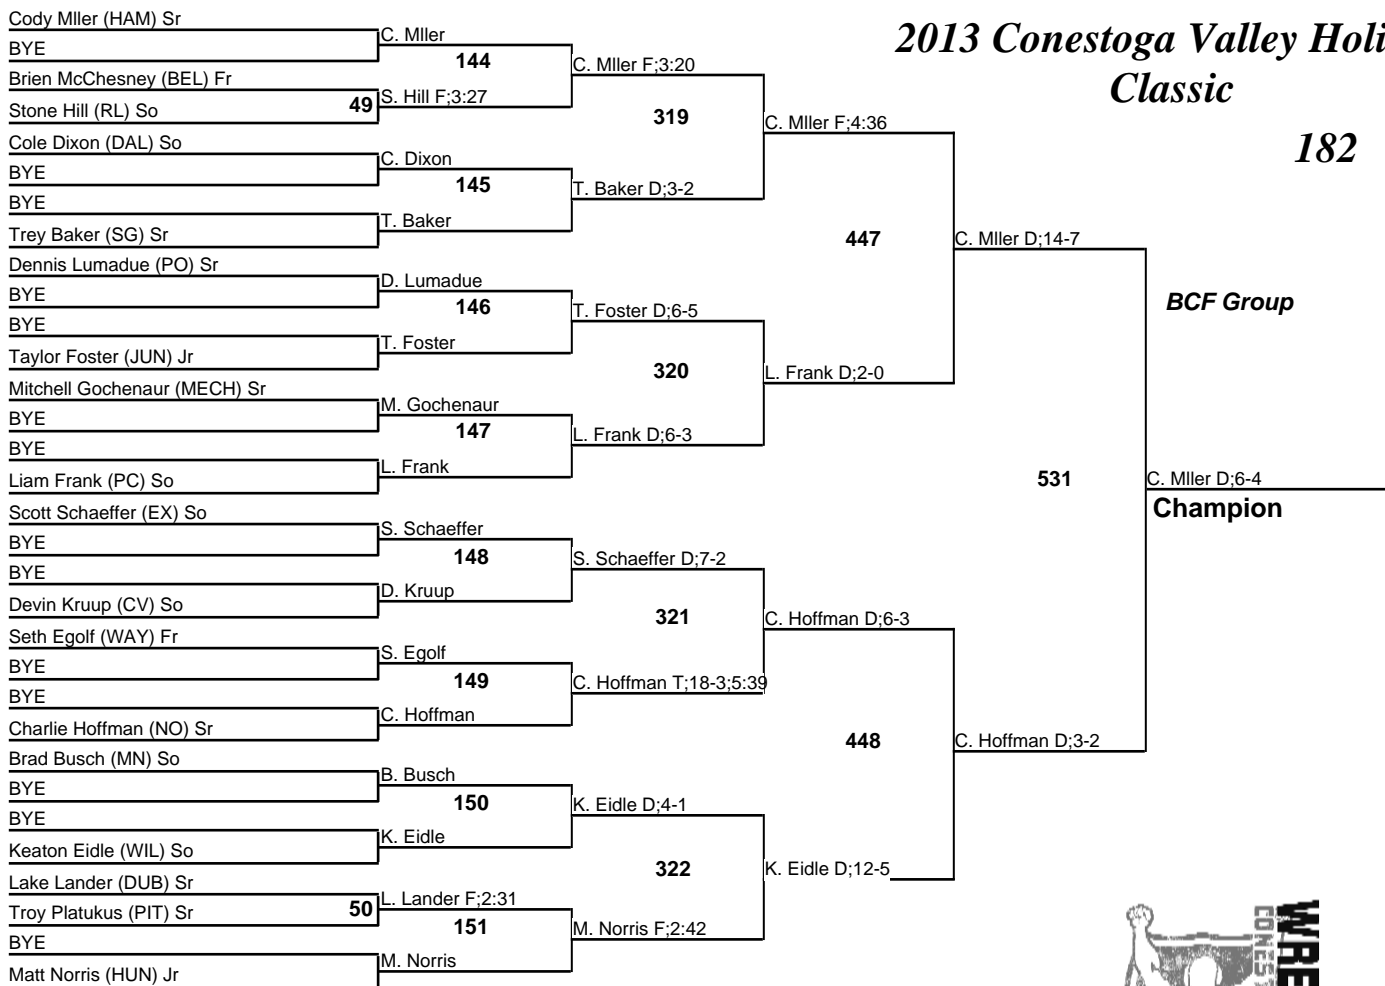 2013 Conestoga Valley Holi
Classic
182
Cody Mller (HAM) Sr
BYE
Brien McChesney (BEL) Fr
Stone Hill (RL) So
Cole Dixon (DAL) So
BYE
BYE
Trey Baker (SG) Sr
Dennis Lumadue (PO) Sr
BYE
BYE
Taylor Foster (JUN) Jr
Mitchell Gochenaur (MECH) Sr
BYE
BYE
Liam Frank (PC) So
Scott Schaeffer (EX) So
BYE
BYE
Devin Kruup (CV) So
Seth Egolf (WAY) Fr
BYE
BYE
Charlie Hoffman (NO) Sr
Brad Busch (MN) So
BYE
BYE
Keaton Eidle (WIL) So
Lake Lander (DUB) Sr
Troy Platukus (PIT) Sr
BYE
Matt Norris (HUN) Jr
49
50
C. Mller
144
S. Hill F;3:27
C. Dixon
145
T. Baker
D. Lumadue
146
T. Foster
M. Gochenaur
147
L. Frank
S. Schaeffer
148
D. Kruup
S. Egolf
149
C. Hoffman
B. Busch
150
K. Eidle
L. Lander F;2:31
151
M. Norris
C. Mller F;3:20
319
T. Baker D;3-2
T. Foster D;6-5
320
L. Frank D;6-3
S. Schaeffer D;7-2
321
C. Hoffman T;18-3;5:39
K. Eidle D;4-1
322
M. Norris F;2:42
C. Mller F;4:36
447
L. Frank D;2-0
C. Hoffman D;6-3
448
K. Eidle D;12-5
C. Mller D;14-7
531
C. Hoffman D;3-2
BCF Group
C. Mller D;6-4
Champion
WRE
CONEST